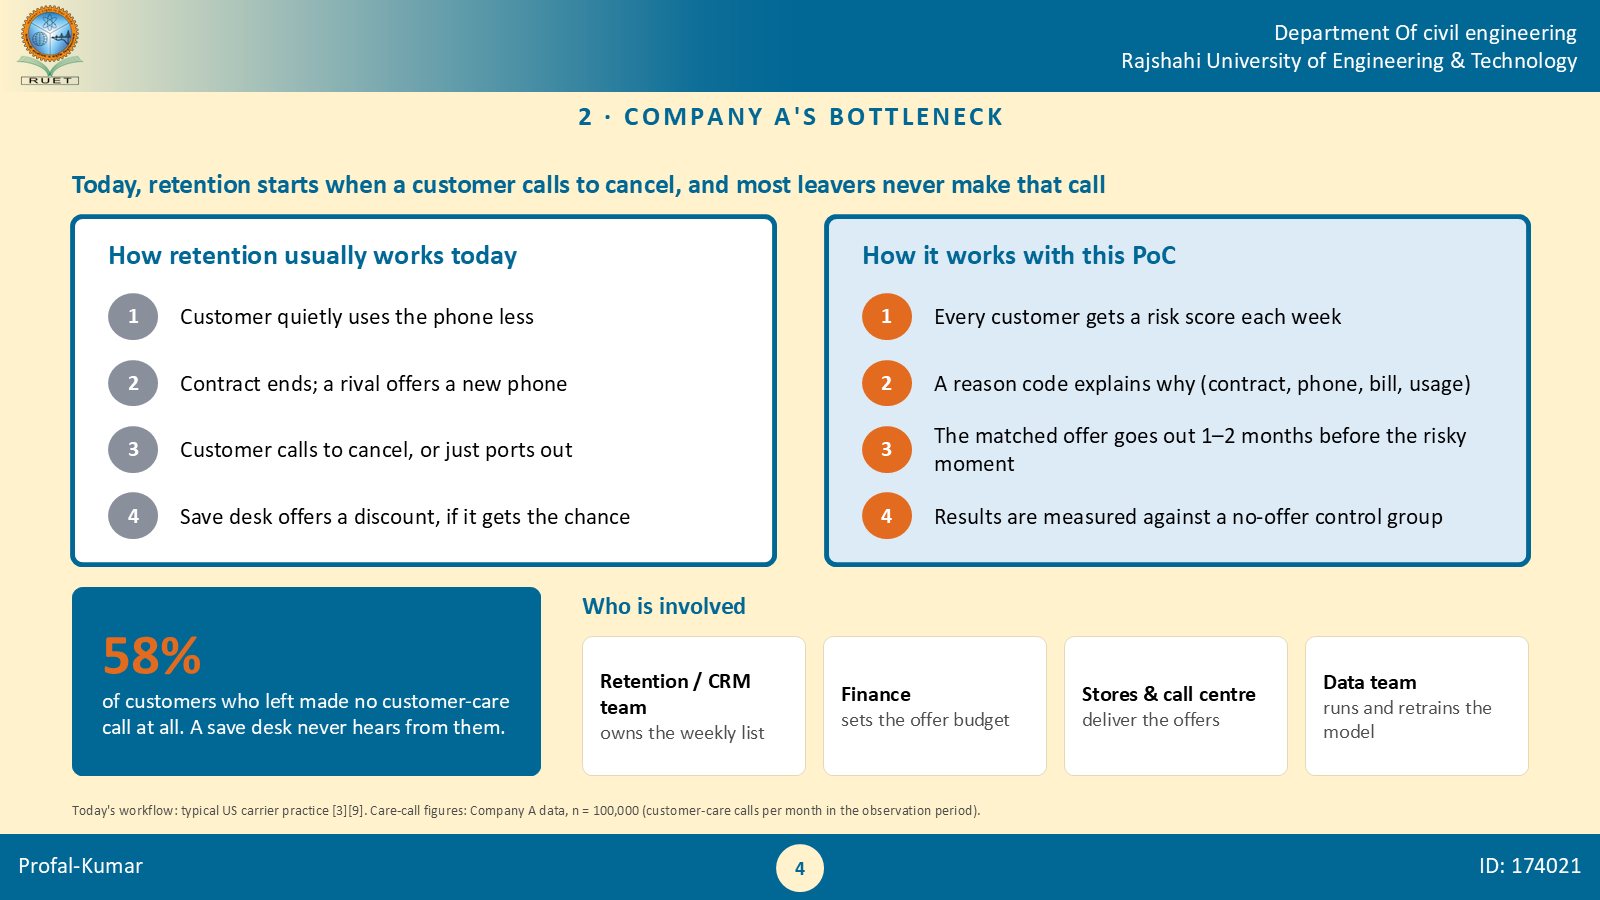 RUET
Department Of civil engineering
Rajshahi University of Engineering & Technology
2 · COMPANY A'S BOTTLENECK
Today, retention starts when a customer calls to cancel, and most leavers never make that call
How retention usually works today
1 Customer quietly uses the phone less
2 Contract ends; a rival offers a new phone
3 Customer calls to cancel, or just ports out
4 Save desk offers a discount, if it gets the chance
How it works with this PoC
1 Every customer gets a risk score each week
2 A reason code explains why (contract, phone, bill, usage)
3 The matched offer goes out 1–2 months before the risky
moment
4 Results are measured against a no-offer control group
58%
of customers who left made no customer-care
call at all. A save desk never hears from them.
Who is involved
Retention / CRM
team
owns the weekly list
Finance
sets the offer budget
Stores & call centre
deliver the offers
Data team
runs and retrains the
model
Today's workflow: typical US carrier practice [3][9]. Care-call figures: Company A data, n = 100,000 (customer-care calls per month in the observation period).
Profal-Kumar
4
ID: 174021